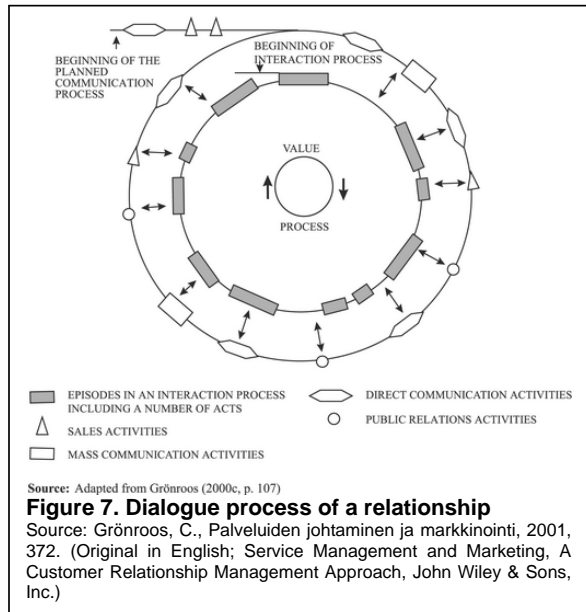 BEGINNING OF THE
PLANNED
COMMUNICATION
PROCESS
BEGINNING OF
INTERACTION PROCESS
VALUE
PROCESS
EPISODES IN AN INTERACTION PROCESS
INCLUDING A NUMBER OF ACTS
SALES ACTIVITIES
MASS COMMUNICATION ACTIVITIES
DIRECT COMMUNICATION ACTIVITIES
PUBLIC RELATIONS ACTIVITIES
Source: Adapted from Grönroos (2000c, p. 107)
Figure 7. Dialogue process of a relationship
Source: Grönroos, C., Palveluiden johtaminen ja markkinointi, 2001,
372. (Original in English; Service Management and Marketing, A
Customer Relationship Management Approach, John Wiley & Sons,
Inc.)